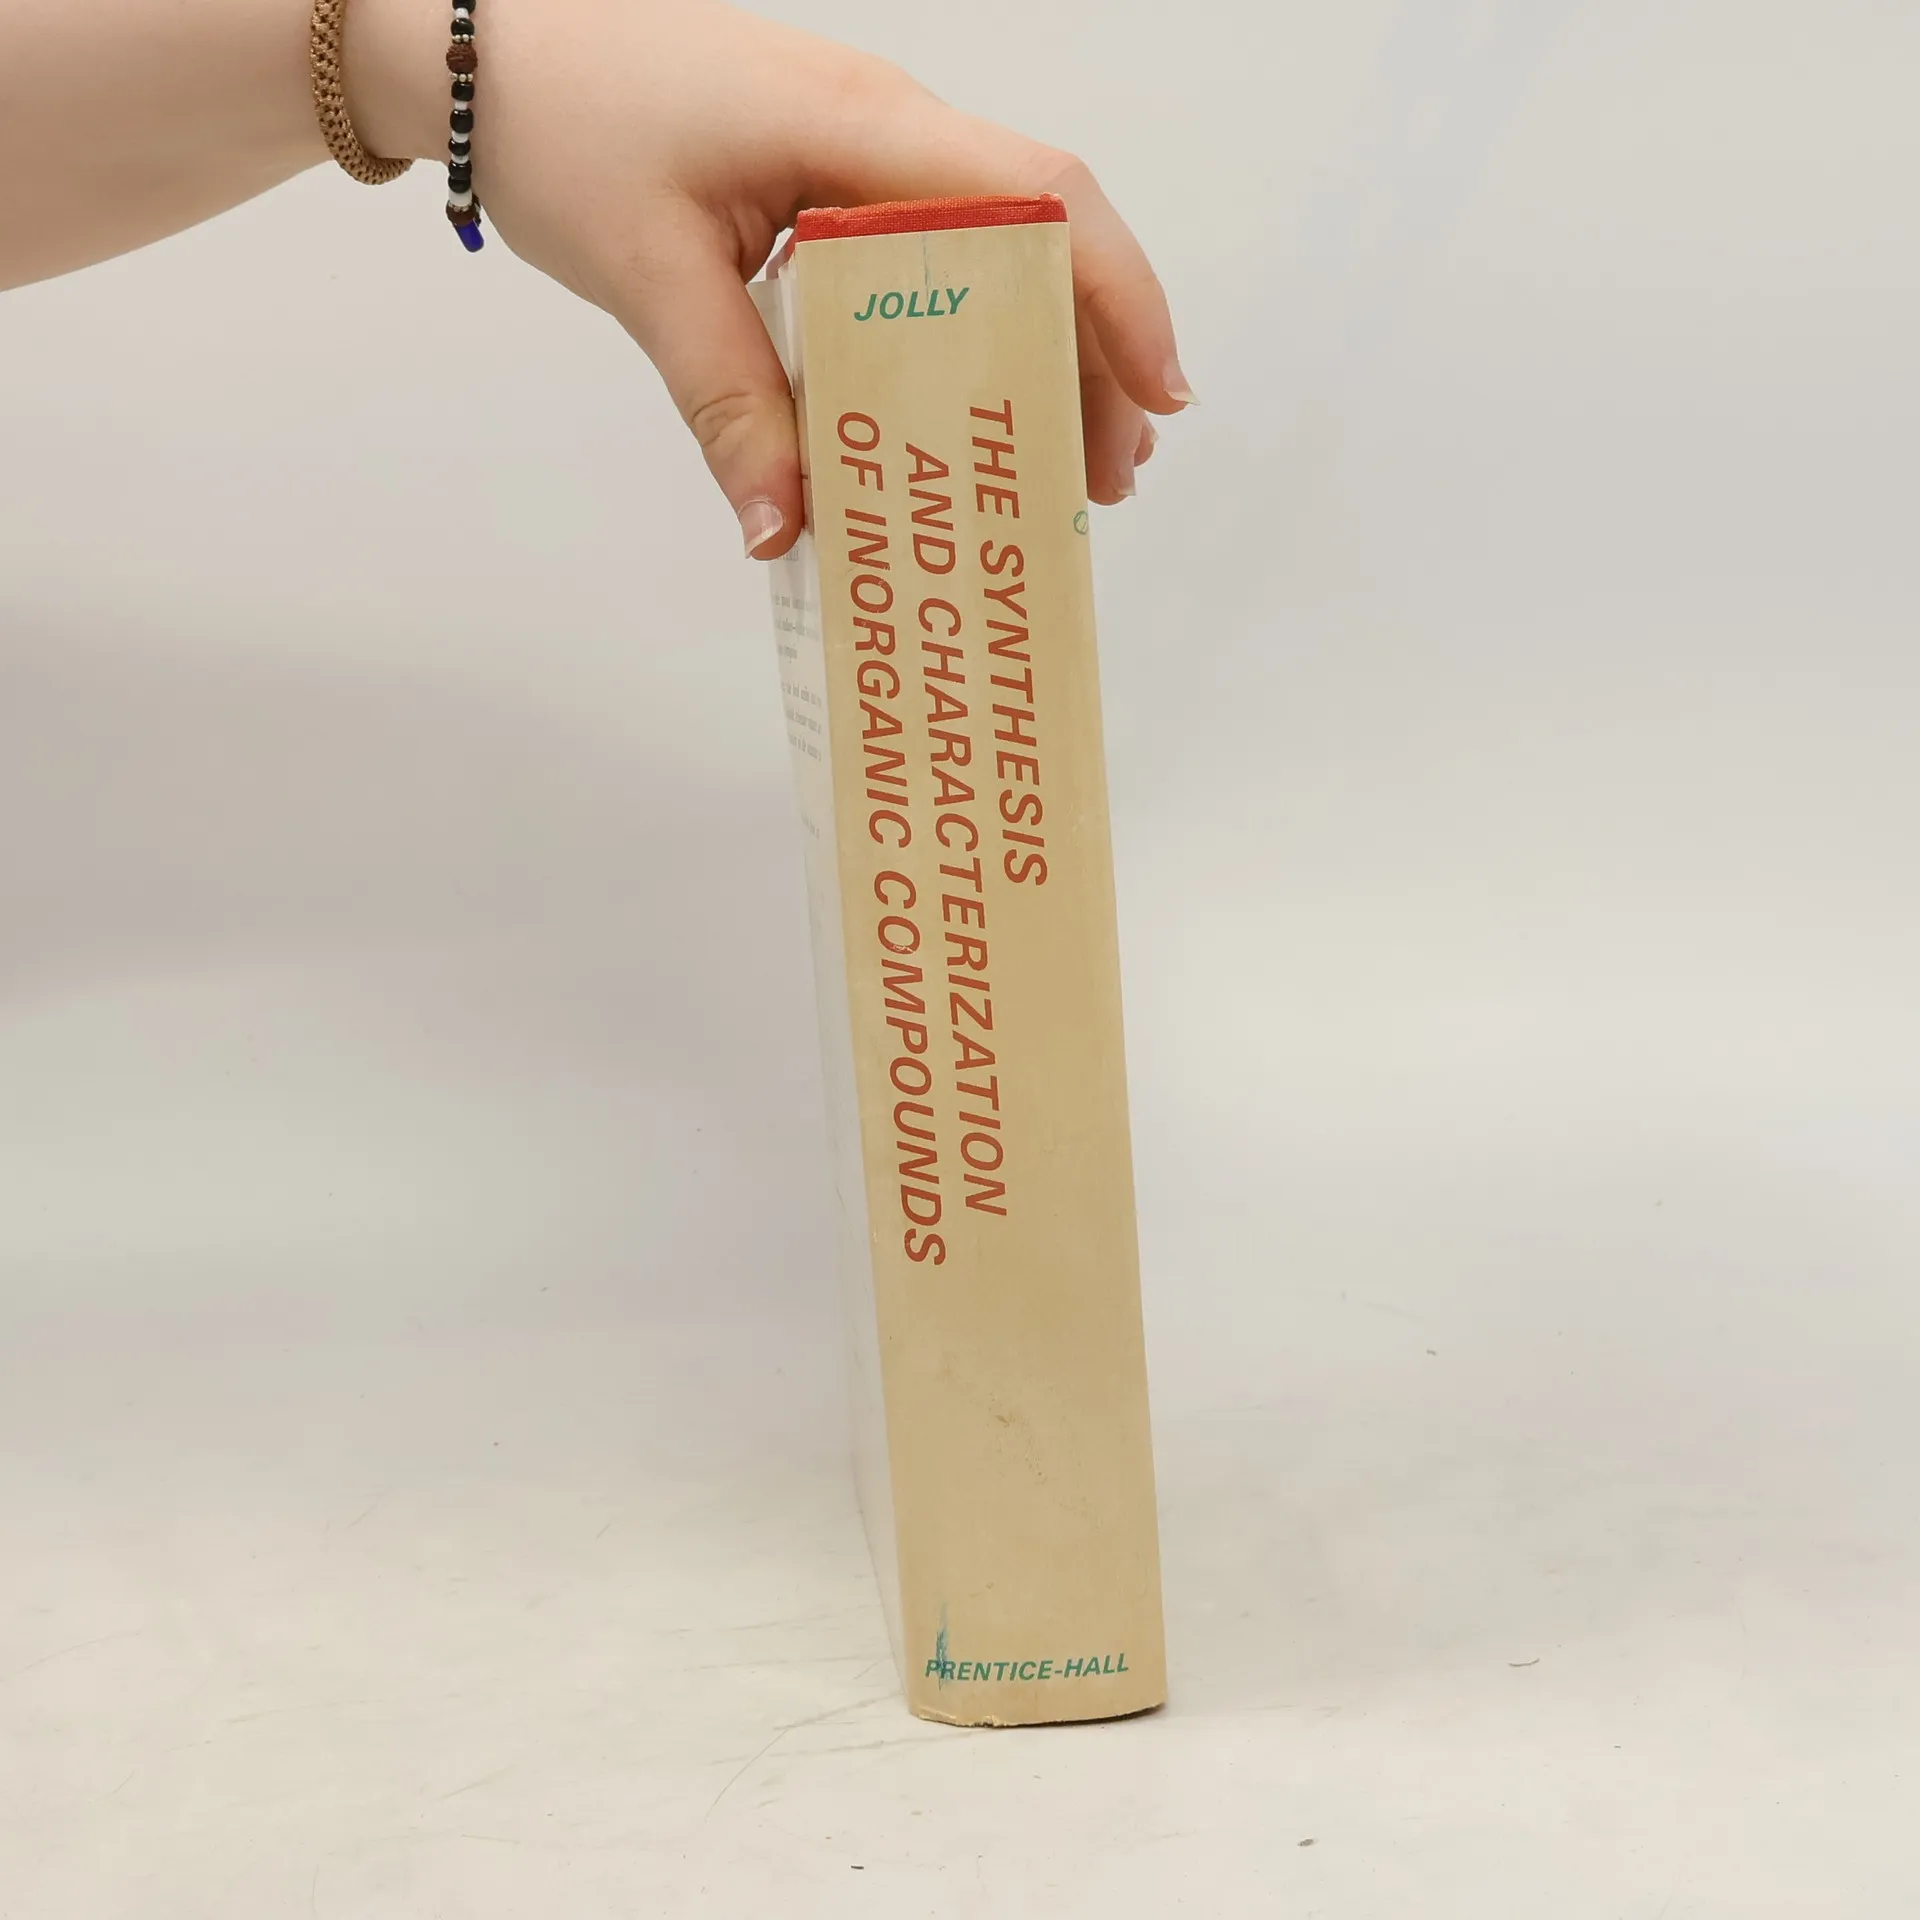 JOLLY
THE SYNTHESIS
AND CHARACTERIZATION
OF INORGANIC COMPOUNDS
PRENTICE-HALL